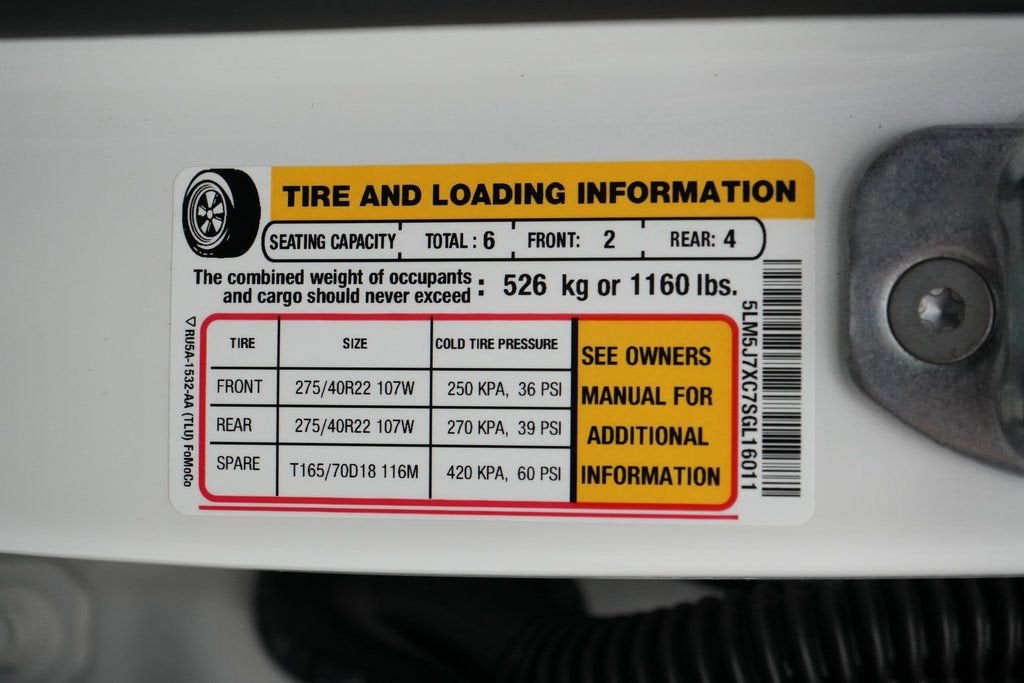 TIRE AND LOADING INFORMATION
SEATING CAPACITY TOTAL : 6 FRONT: 2 REAR: 4
The combined weight of occupants
and cargo should never exceed : 526 kg or 1160 lbs.
TIRE SIZE COLD TIRE PRESSURE
FRONT 275/40R22 107W 250 KPA, 36 PSI
REAR 275/40R22 107W 270 KPA, 39 PSI
SPARE T165/70D18 116M 420 KPA, 60 PSI
SEE OWNERS
MANUAL FOR
ADDITIONAL
INFORMATION
5LM5J7XC7SGL16011
▽ RU5A-1532-AA (TLU) FoMoCo